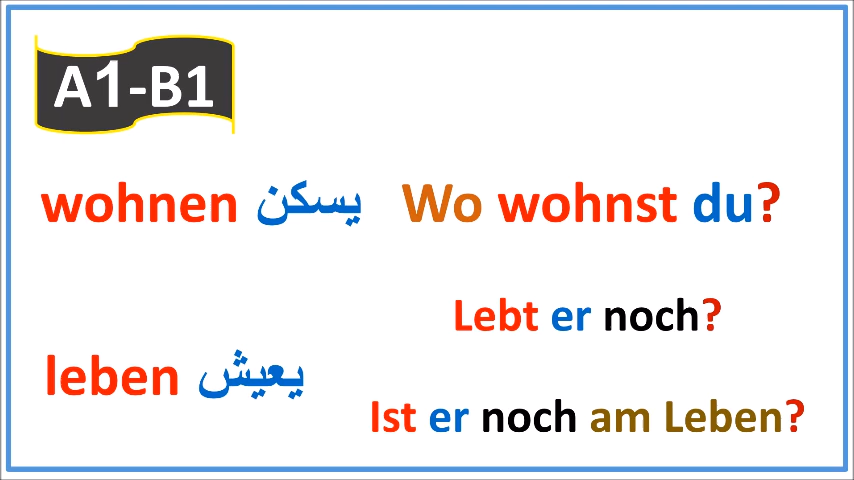 A1-B1
wohnen يسكن
Wo wohnst du?
Lebt er noch?
leben يعيش
Ist er noch am Leben?